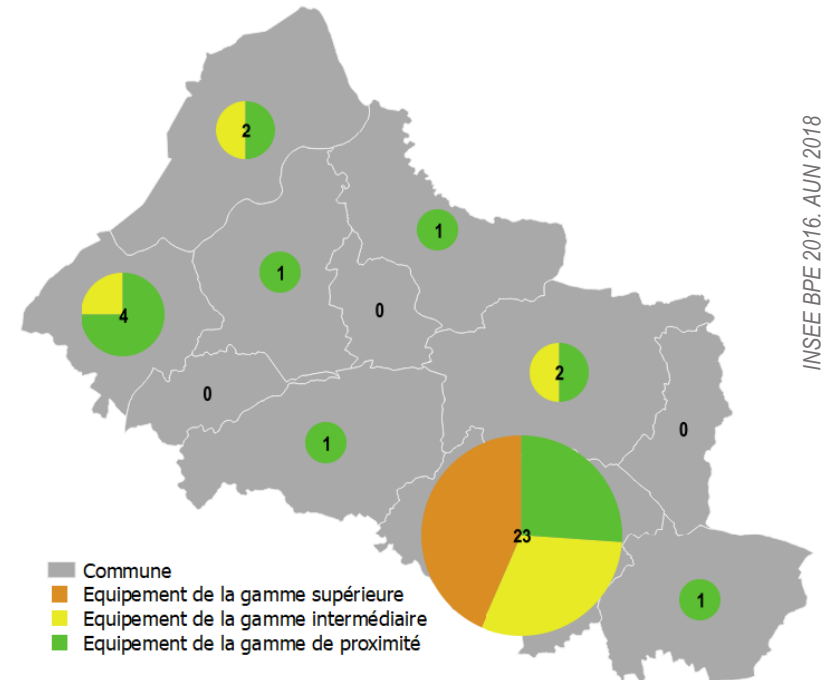 2
1
1
0
4
2
0
0
1
23
1
Commune
Equipement de la gamme supérieure
Equipement de la gamme intermédiaire
Equipement de la gamme de proximité
INSEE BPE 2016. AUN 2018